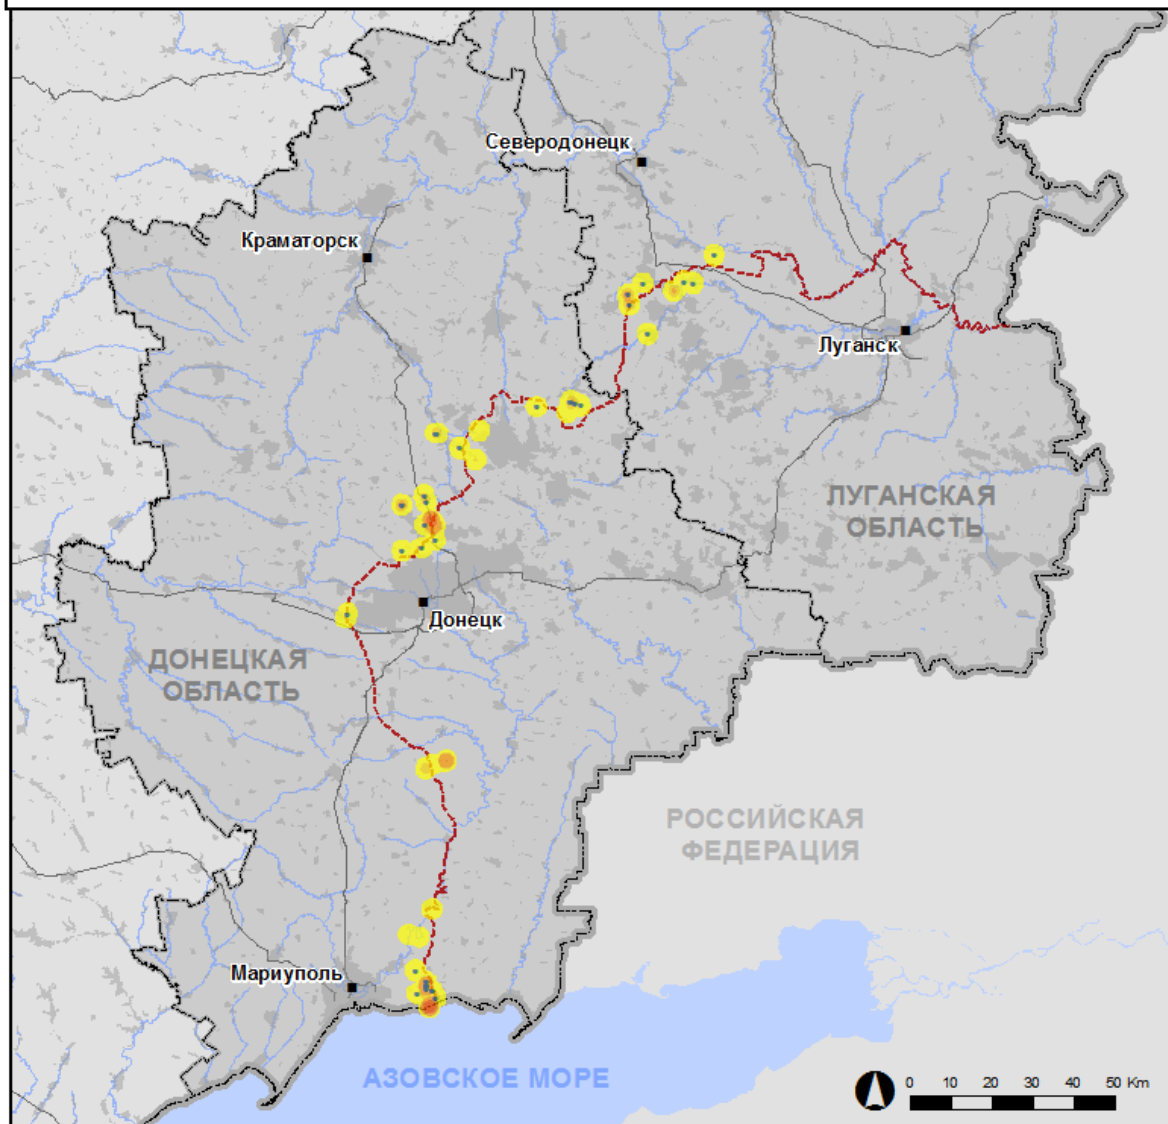 Северодонецк
Краматорск
Луганск
ЛУГАНСКАЯ
ОБЛАСТЬ
Донецк
ДОНЕЦКАЯ
ОБЛАСТЬ
РОССИЙСКАЯ
ФЕДЕРАЦИЯ
Мариуполь
АЗОВСКОЕ МОРЕ
0 10 20 30 40 50 Km